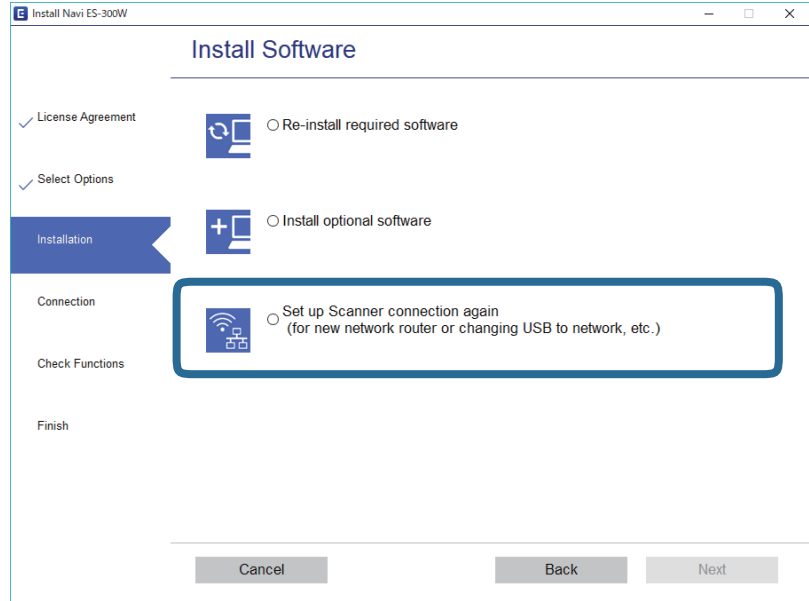 E Install Navi ES-300W
Install Software
License Agreement
Select Options
Installation
Connection
Check Functions
Finish
Re-install required software
Install optional software
Set up Scanner connection again
(for new network router or changing USB to network, etc.)
Cancel
Back
Next